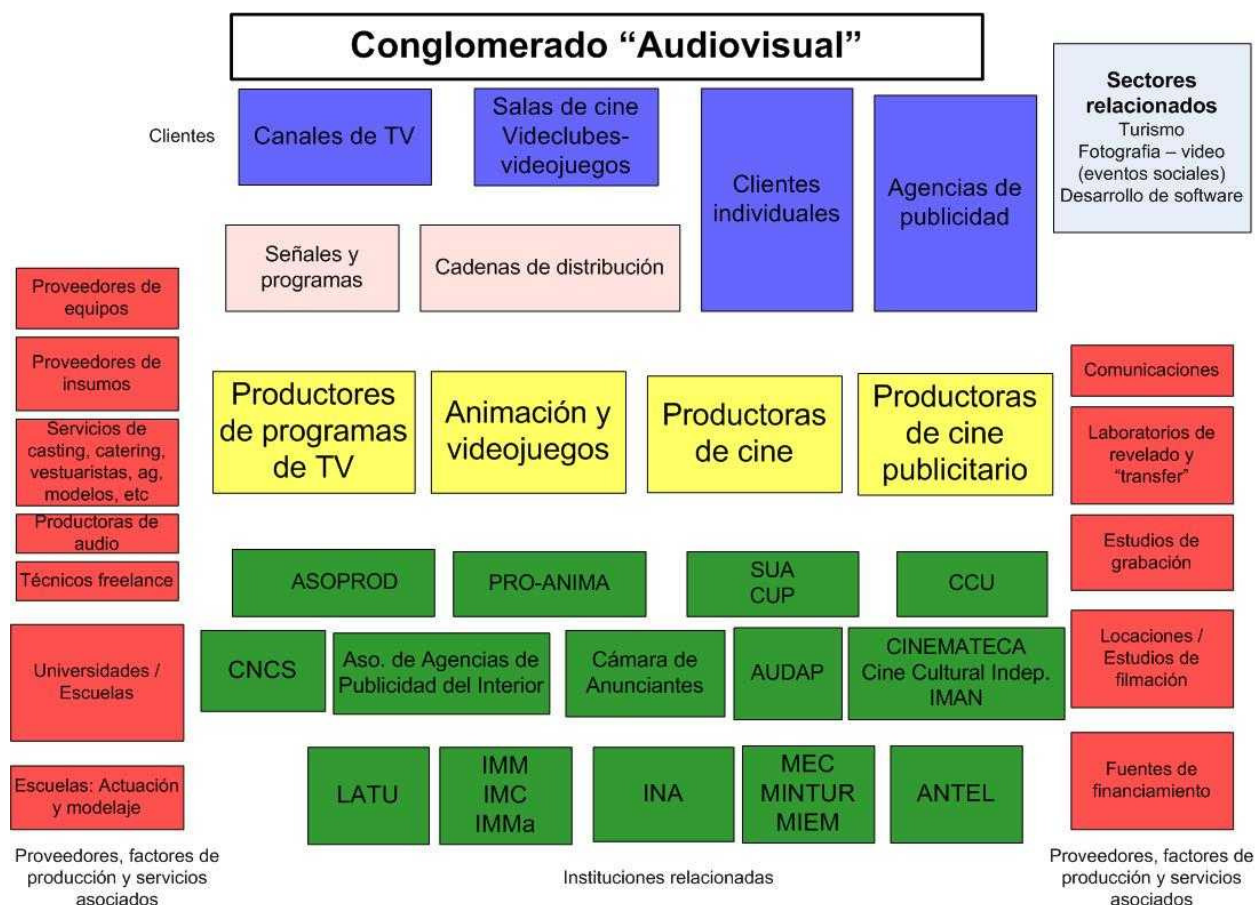 Conglomerado “Audiovisual”
Clientes
Canales de TV
Salas de cine
Videclubes-
videojuegos
Clientes
individuales
Agencias de
publicidad
Sectores
relacionados
Turismo
Fotografia – video
(eventos sociales)
Desarrollo de software
Señales y
programas
Cadenas de distribución
Proveedores de
equipos
Proveedores de
insumos
Servicios de
casting, catering,
vestuaristas, ag,
modelos, etc
Productoras de
audio
Técnicos freelance
Universidades /
Escuelas
Escuelas: Actuación
y modelaje
Proveedores, factores de
producción y servicios
asociados
Productores
de programas
de TV
Animación y
videojuegos
Productoras
de cine
Productoras
de cine
publicitario
ASOPROD
PRO-ANIMA
SUA
CUP
CCU
CNCS
Aso. de Agencias de
Publicidad del Interior
Cámara de
Anunciantes
AUDAP
CINEMATECA
Cine Cultural Indep.
IMAN
LATU
IMM
IMC
IMMa
INA
MEC
MINTUR
MIEM
ANTEL
Instituciones relacionadas
Comunicaciones
Laboratorios de
revelado y
“transfer”
Estudios de
grabación
Locaciones /
Estudios de
filmación
Fuentes de
financiamiento
Proveedores, factores de
producción y servicios
asociados